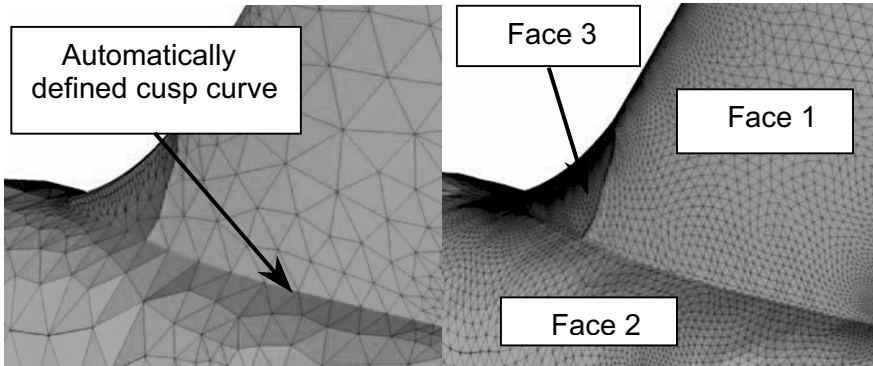 Automatically
defined cusp curve
Face 3
Face 1
Face 2